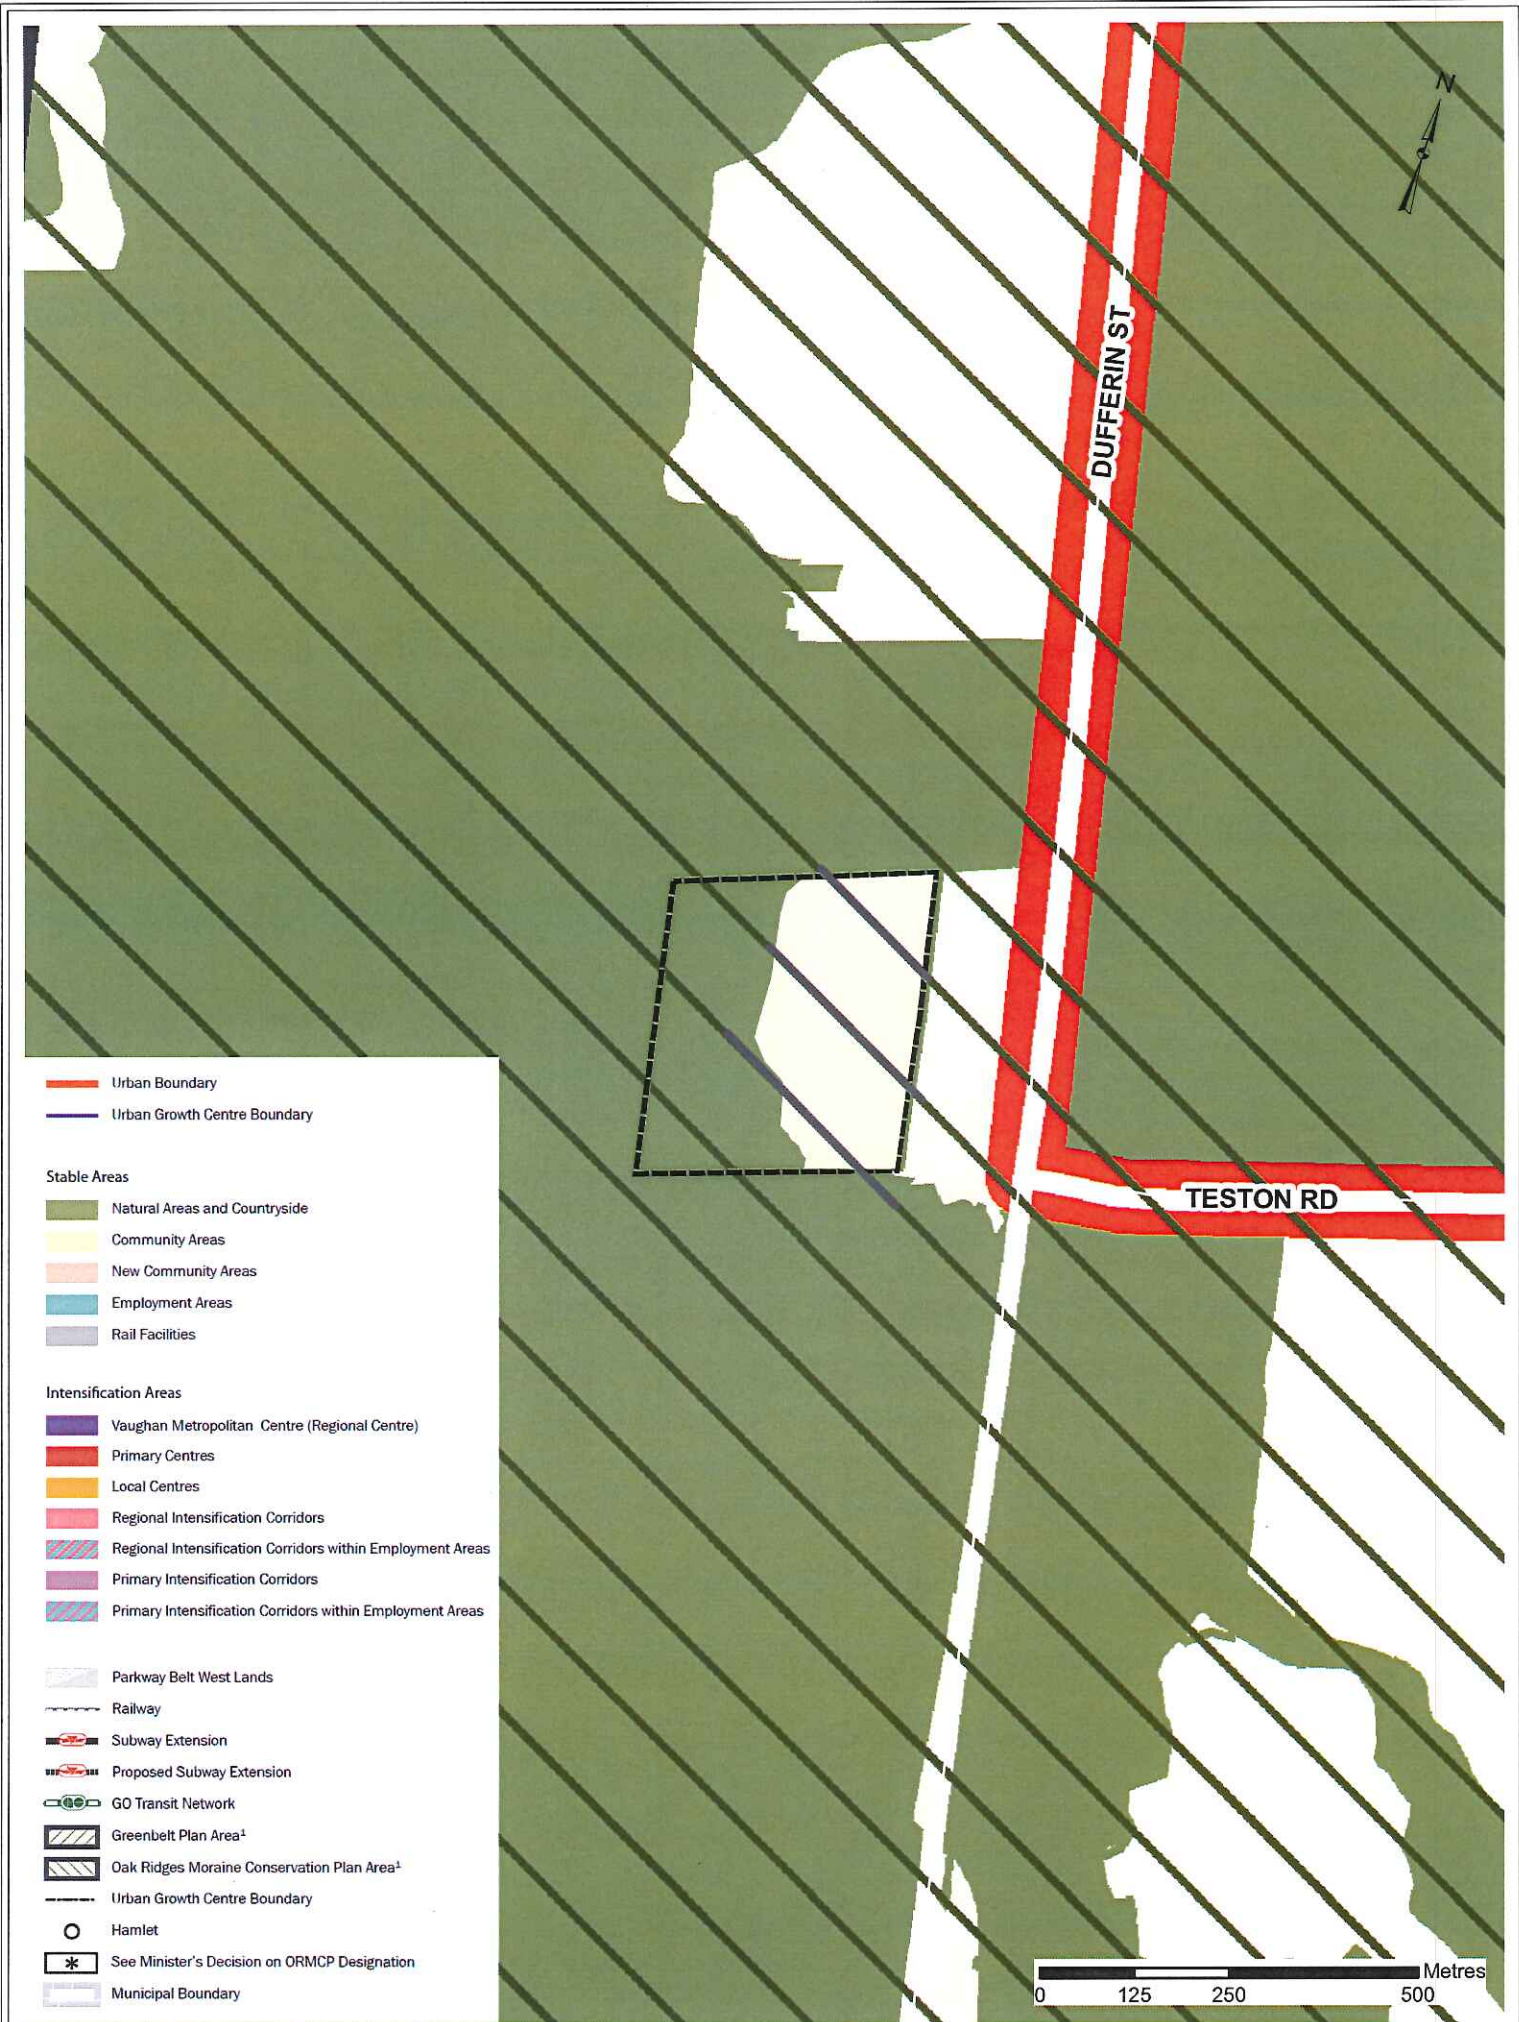 N
DUFFERIN ST
TESTON RD
Urban Boundary
Urban Growth Centre Boundary
Stable Areas
Natural Areas and Countryside
Community Areas
New Community Areas
Employment Areas
Rail Facilities
Intensification Areas
Vaughan Metropolitan Centre (Regional Centre)
Primary Centres
Local Centres
Regional Intensification Corridors
Regional Intensification Corridors within Employment Areas
Primary Intensification Corridors
Primary Intensification Corridors within Employment Areas
Parkway Belt West Lands
Railway
Subway Extension
Proposed Subway Extension
GO Transit Network
Greenbelt Plan Area¹
Oak Ridges Moraine Conservation Plan Area¹
Urban Growth Centre Boundary
Hamlet
* See Minister's Decision on ORMCP Designation
Municipal Boundary
Metres
0 125 250 500